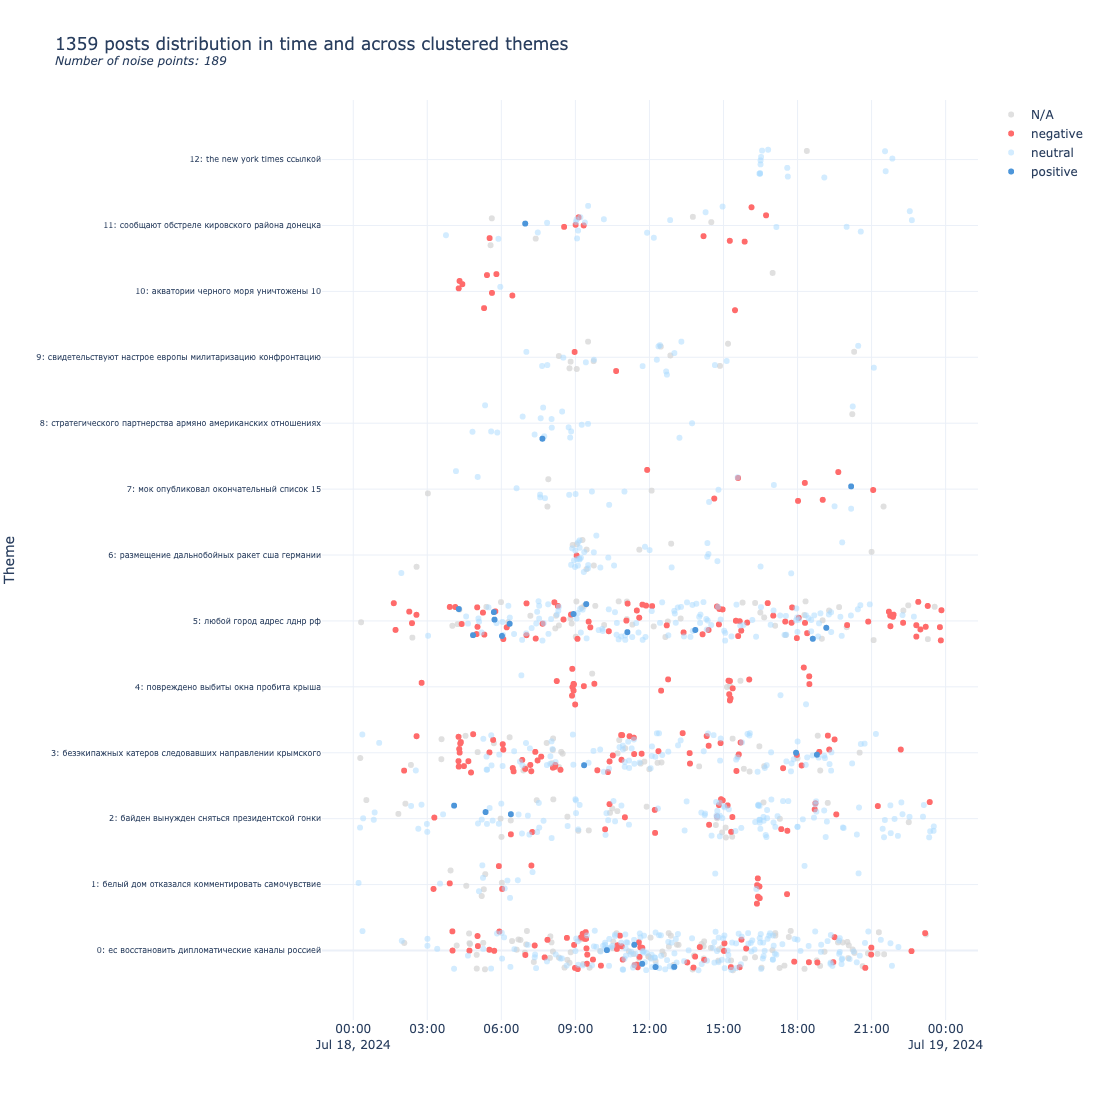 1359 posts distribution in time and across clustered themes
Number of noise points: 189
N/A
negative
neutral
positive
12: the new york times ссылкой
11: сообщают обстреле кировского района донецка
10: акватории черного моря уничтожены 10
9: свидетельствуют настрое европы милитаризацию конфронтацию
8: стратегического партнерства армяно американских отношениях
7: мок опубликовал окончательный список 15
6: размещение дальнобойных ракет сша германии
5: любой город адрес лднр рф
4: повреждено выбиты окна пробита крыша
3: безэкипажных катеров следовавших направлении крымского
2: байден вынужден сняться президентской гонки
1: белый дом отказался комментировать самочувствие
0: ес восстановить дипломатические каналы россией
Theme
00:00 03:00 06:00 09:00 12:00 15:00 18:00 21:00 00:00
Jul 18, 2024 Jul 19, 2024